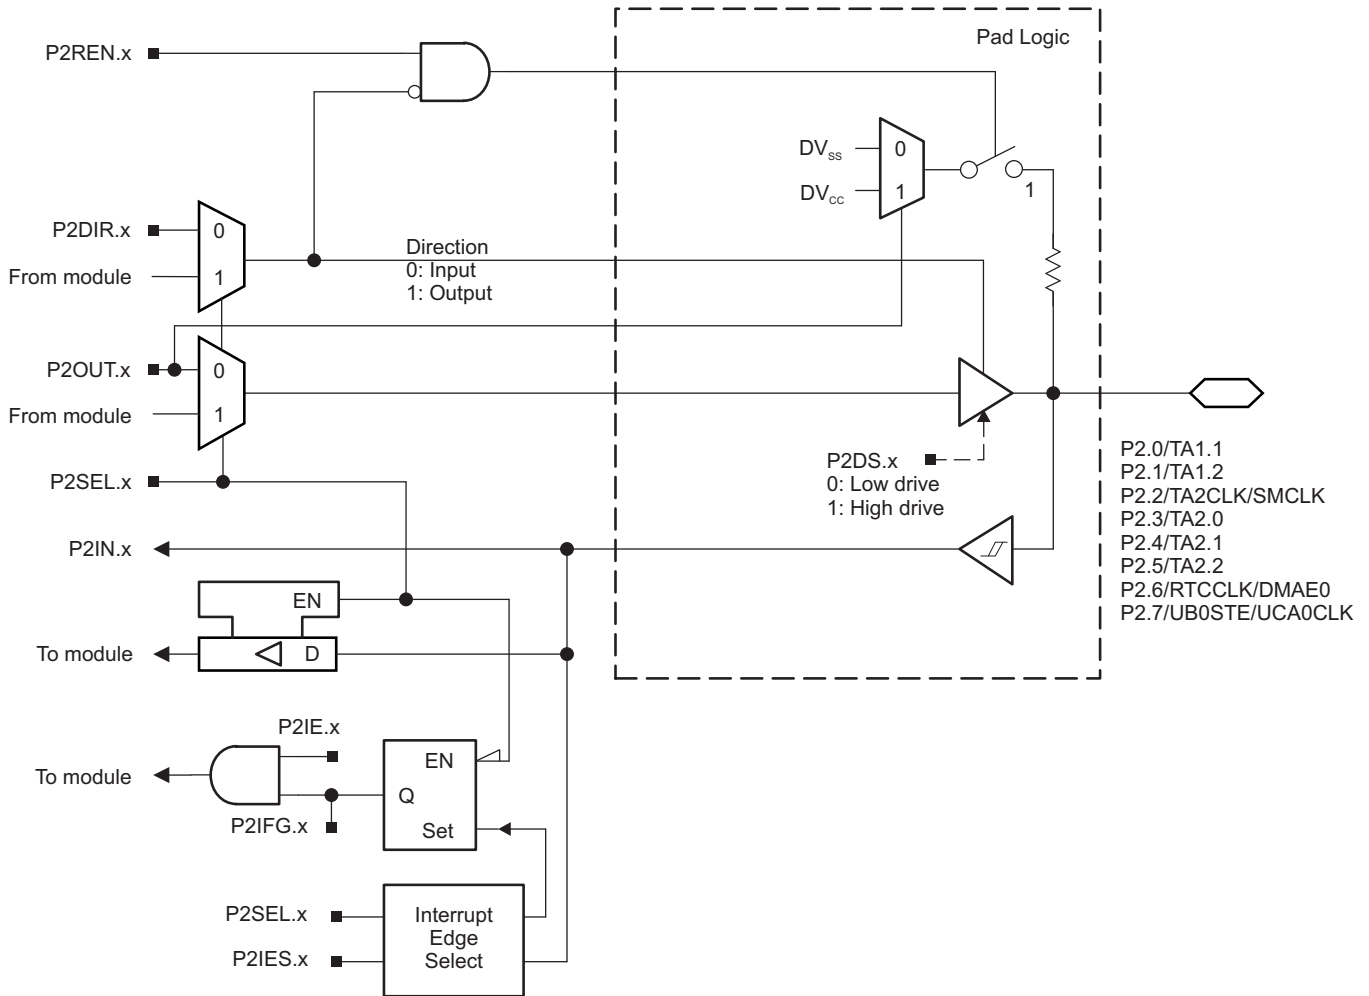 Pad Logic
P2REN.x
DVSS
0
DVCC
1
1
P2DIR.x
0
From module
1
Direction
0: Input
1: Output
P2OUT.x
0
From module
1
P2SEL.x
P2DS.x
0: Low drive
1: High drive
P2.0/TA1.1
P2.1/TA1.2
P2.2/TA2CLK/SMCLK
P2.3/TA2.0
P2.4/TA2.1
P2.5/TA2.2
P2.6/RTCCLK/DMAE0
P2.7/UB0STE/UCA0CLK
P2IN.x
EN
To module
D
P2IE.x
EN
To module
Q
P2IFG.x
Set
P2SEL.x
P2IES.x
Interrupt
Edge
Select